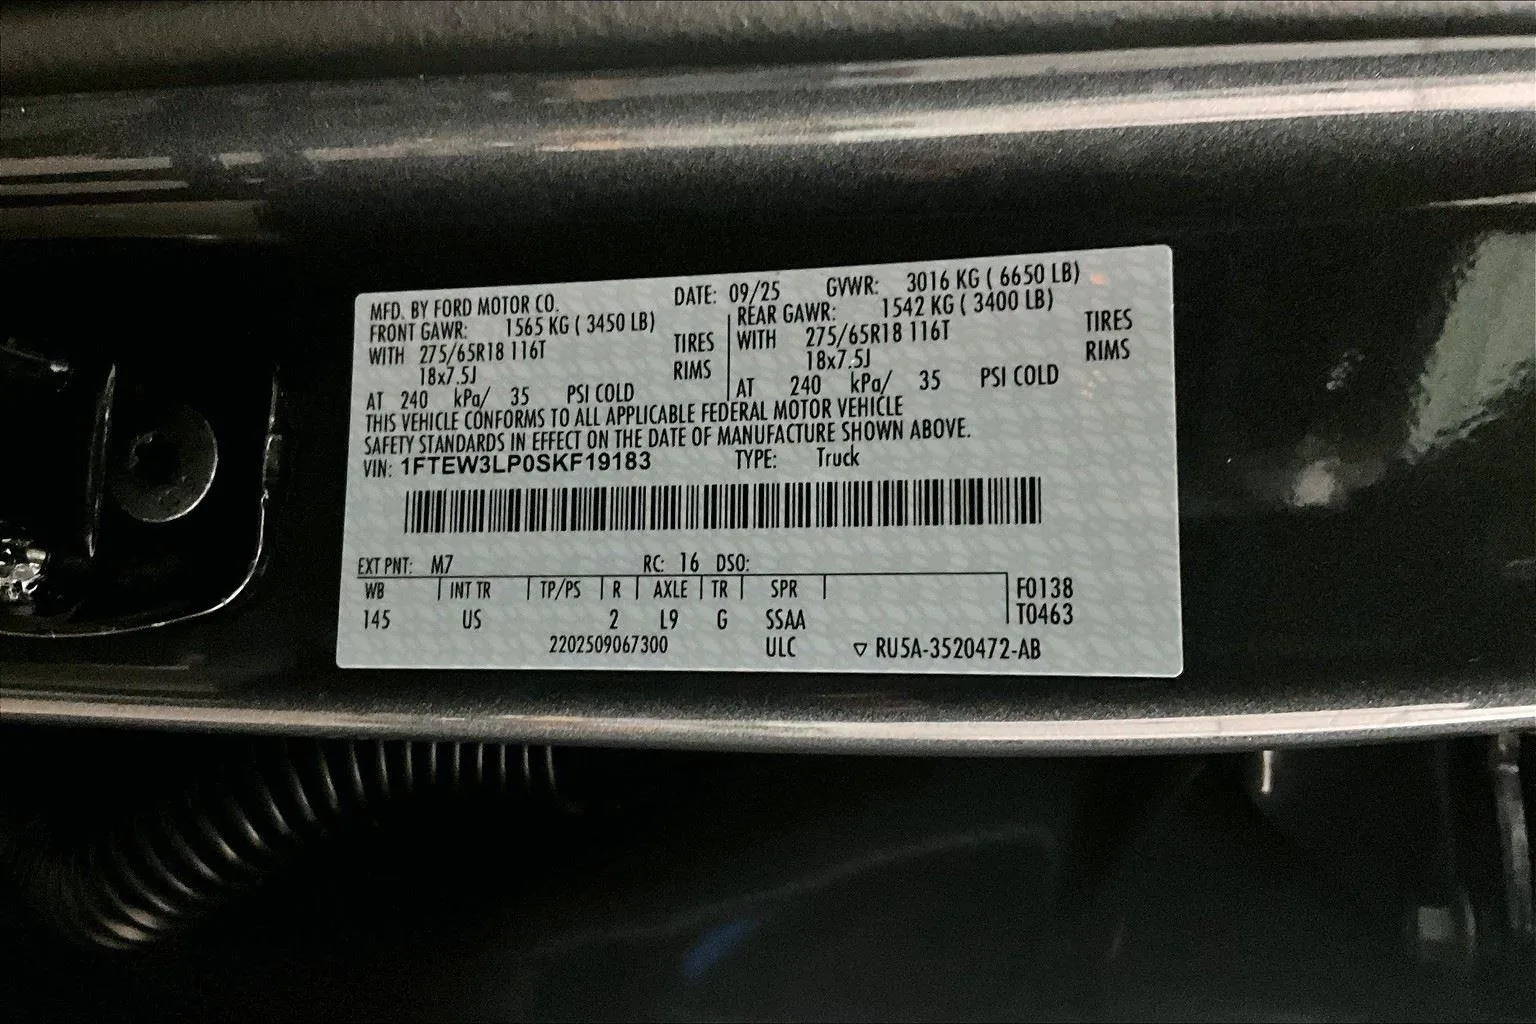 MFD. BY FORD MOTOR CO. DATE: 09/25 GVWR: 3016 KG ( 6650 LB)
FRONT GAWR: 1565 KG ( 3450 LB) REAR GAWR: 1542 KG ( 3400 LB)
WITH 275/65R18 116T TIRES WITH 275/65R18 116T TIRES
18x7.5J RIMS 18x7.5J RIMS
AT 240 kPa/ 35 PSI COLD AT 240 kPa/ 35 PSI COLD
THIS VEHICLE CONFORMS TO ALL APPLICABLE FEDERAL MOTOR VEHICLE
SAFETY STANDARDS IN EFFECT ON THE DATE OF MANUFACTURE SHOWN ABOVE.
VIN: 1FTEW3LP0SKF19183 TYPE: Truck
EXT PNT: M7 RC: 16 DSO:
WB INT TR TP/PS R AXLE TR SPR F0138
145 US 2 L9 G SSAA T0463
2202509067300 ULC ▽ RU5A-3520472-AB